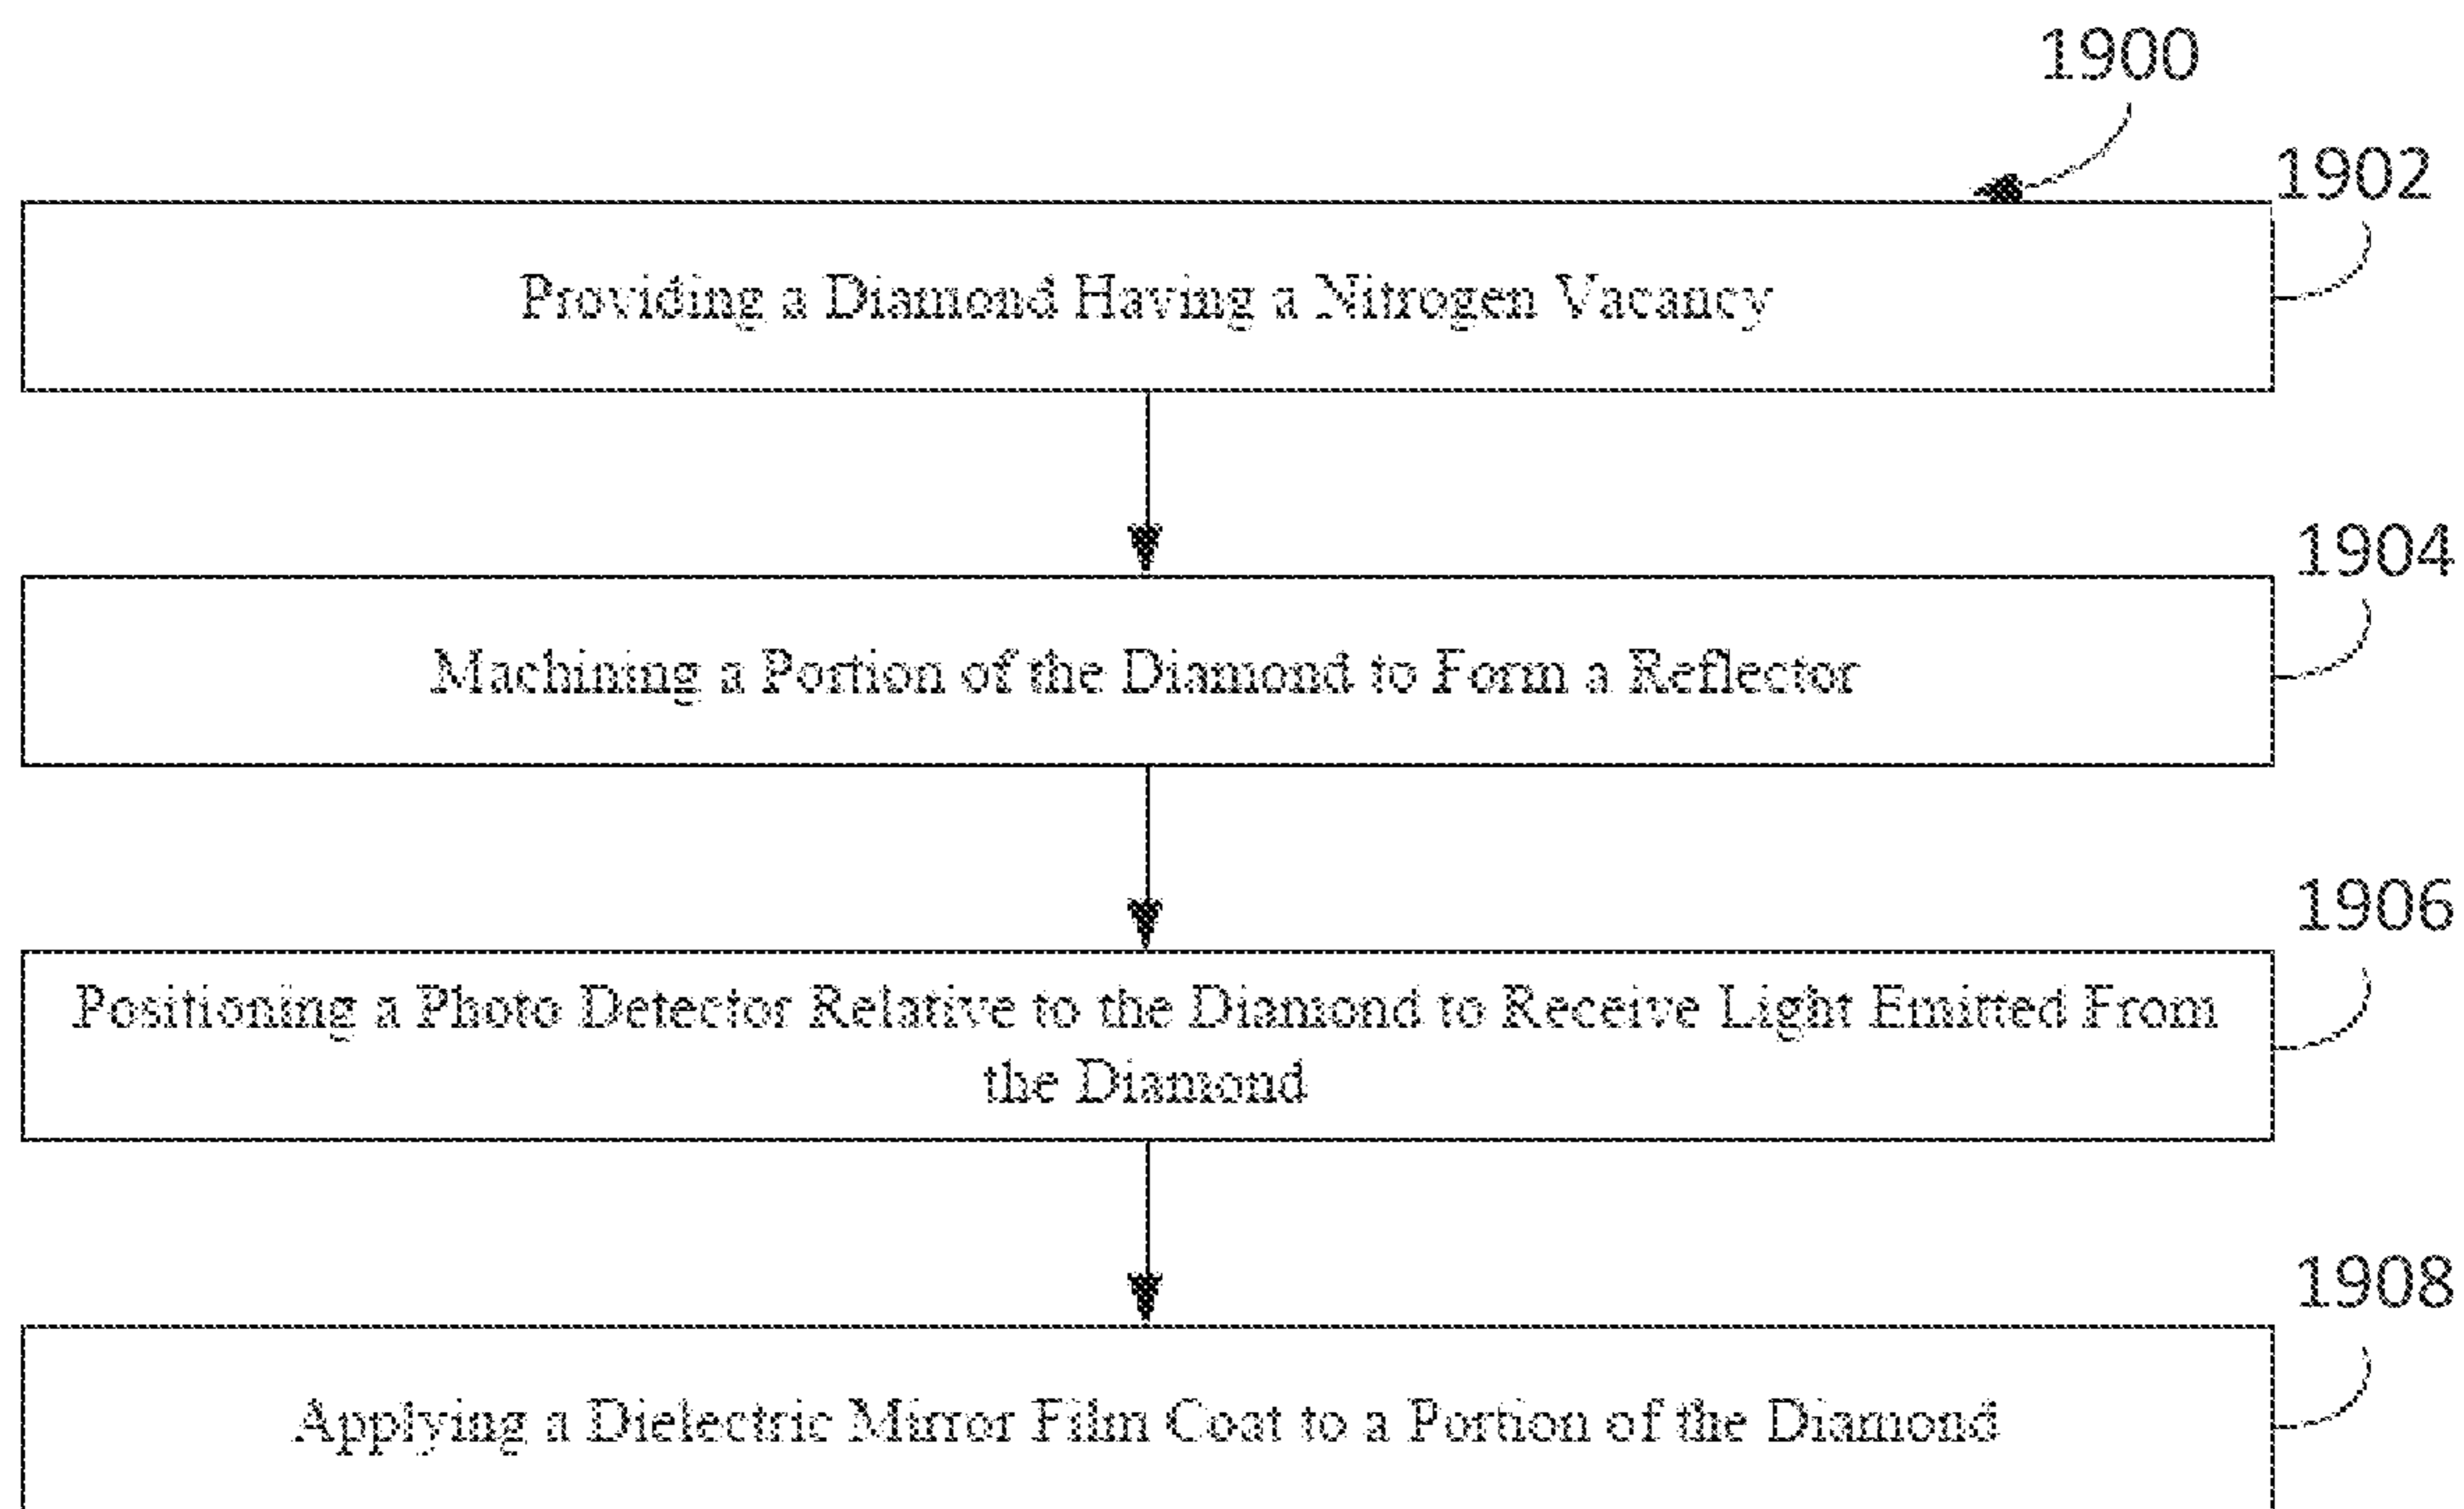 1900
1902
Providing a Diamond Having a Nitrogen Vacancy
1904
Machining a Portion of the Diamond to Form a Reflector
1906
Positioning a Photo Detector Relative to the Diamond to Receive Light Emitted From
the Diamond
1908
Applying a Dielectric Mirror Film Coat to a Portion of the Diamond